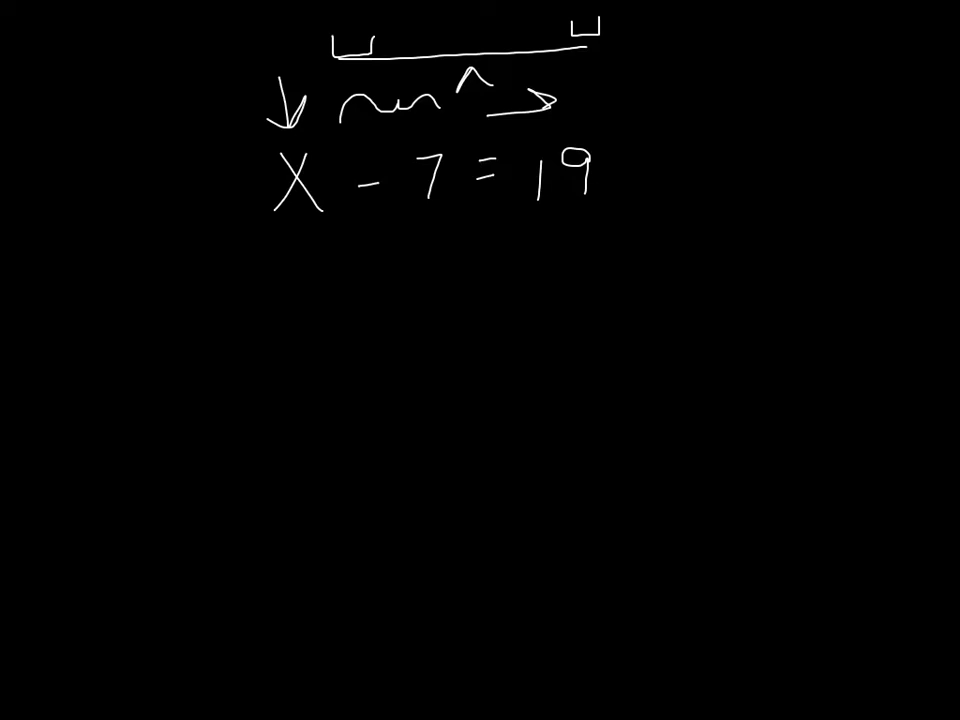 X - 7 = 19